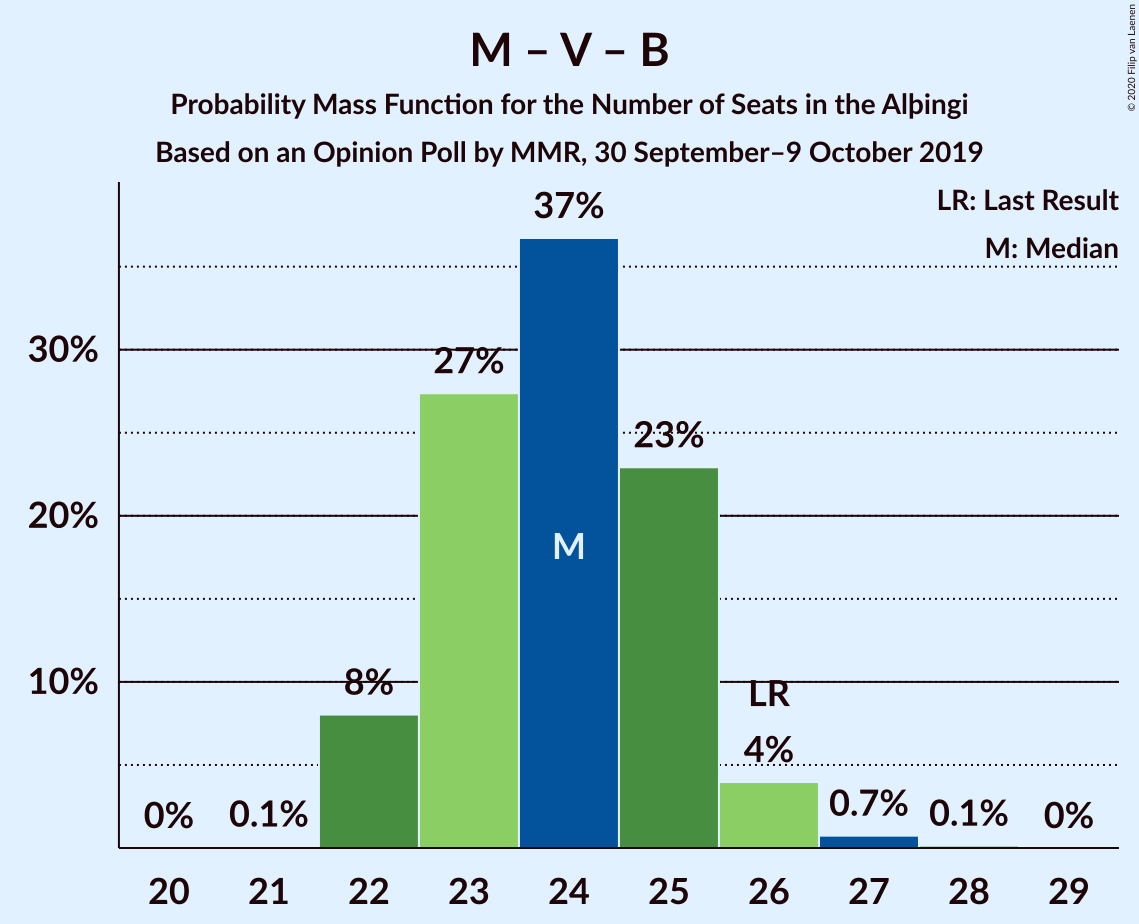 M – V – B
Probability Mass Function for the Number of Seats in the Alþingi
Based on an Opinion Poll by MMR, 30 September–9 October 2019
© 2020 Filip van Laenen
LR: Last Result
M: Median
37%
30%
27%
23%
20%
M
10%
8%
LR
4%
0%
0.1%
0.7%
0.1%
0%
20 21 22 23 24 25 26 27 28 29